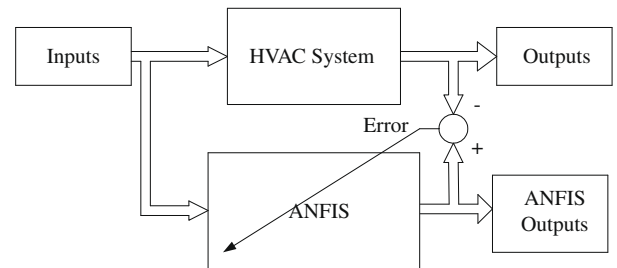 Inputs
HVAC System
Outputs
-
Error
+
ANFIS
ANFIS
Outputs